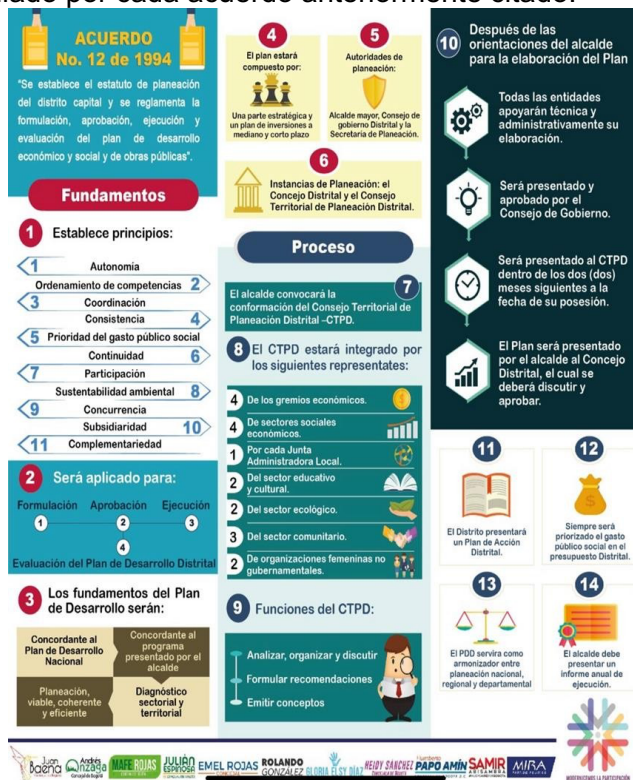 lado por cada acuerdo anteriormente citado.
ACUERDO
No. 12 de 1994
"Se establece el estatuto de planeación
del distrito capital y se reglamenta la
formulación, aprobación, ejecución y
evaluación del plan de desarrollo
económico y social y de obras públicas".
Fundamentos
1 Establece principios:
1 Autonomía
Ordenamiento de competencias 2
3 Coordinación
Consistencia 4
5 Prioridad del gasto público social
Continuidad 6
7 Participación
Sustentabilidad ambiental 8
9 Concurrencia
Subsidiaridad 10
11 Complementariedad
2 Será aplicado para:
Formulación Aprobación Ejecución
1 2 3
4
Evaluación del Plan de Desarrollo Distrital
3 Los fundamentos del Plan
de Desarrollo serán:
Concordante al
Plan de Desarrollo
Nacional
Concordante al
programa
presentado por el
alcalde
Planeación,
viable, coherente
y eficiente
Diagnóstico
sectorial y
territorial
4
El plan estará
compuesto por:
Una parte estratégica y
un plan de inversiones a
mediano y corto plazo
5
Autoridades de
planeación:
Alcalde mayor, Consejo de
gobierno Distrital y la
Secretaria de Planeación.
6
Instancias de Planeación: el
Concejo Distrital y el Consejo
Territorial de Planeación Distrital.
Proceso
7
El alcalde convocará la
conformación del Consejo Territorial de
Planeación Distrital –CTPD.
8 El CTPD estará integrado por
los siguientes represtates:
4 De los gremios económicos.
4 De sectores sociales
económicos.
1 Por cada Junta
Administradora Local.
2 Del sector educativo
y cultural.
2 Del sector ecológico.
3 Del sector comunitario.
2 De organizaciones femeninas no
gubernamentales.
9 Funciones del CTPD:
Analizar, organizar y discutir
Formular recomendaciones
Emitir conceptos
10 Después de las
orientaciones del alcalde
para la elaboración del Plan
Todas las entidades
apoyarán técnica y
administrativamente su
elaboración.
Será presentado y
aprobado por el
Consejo de Gobierno.
Será presentado al CTPD
dentro de los dos (dos)
meses siguientes a la
fecha de su posesión.
El Plan será presentado
por el alcalde al Concejo
Distrital, el cual se
deberá discutir y
aprobar.
11
El Distrito presentará
un Plan de Acción
Distrital.
12
Siempre será
priorizado el gasto
público social en el
presupuesto Distrital.
13
El PDD servira como
armonizador entre
planeación nacional,
regional y departamental
14
El alcalde debe
presentar un
informe anual de
ejecución.
Juan Baena
Andrés Onzaga
Concejal de Bogotá
MAFE ROJAS
JULIÁN ESPINOSA
EMEL ROJAS
ROLANDO GONZÁLEZ
GLORIA ELSY DÍAZ
HEIDY SÁNCHEZ
PAPO AMÍN
SAMIR
MIRA